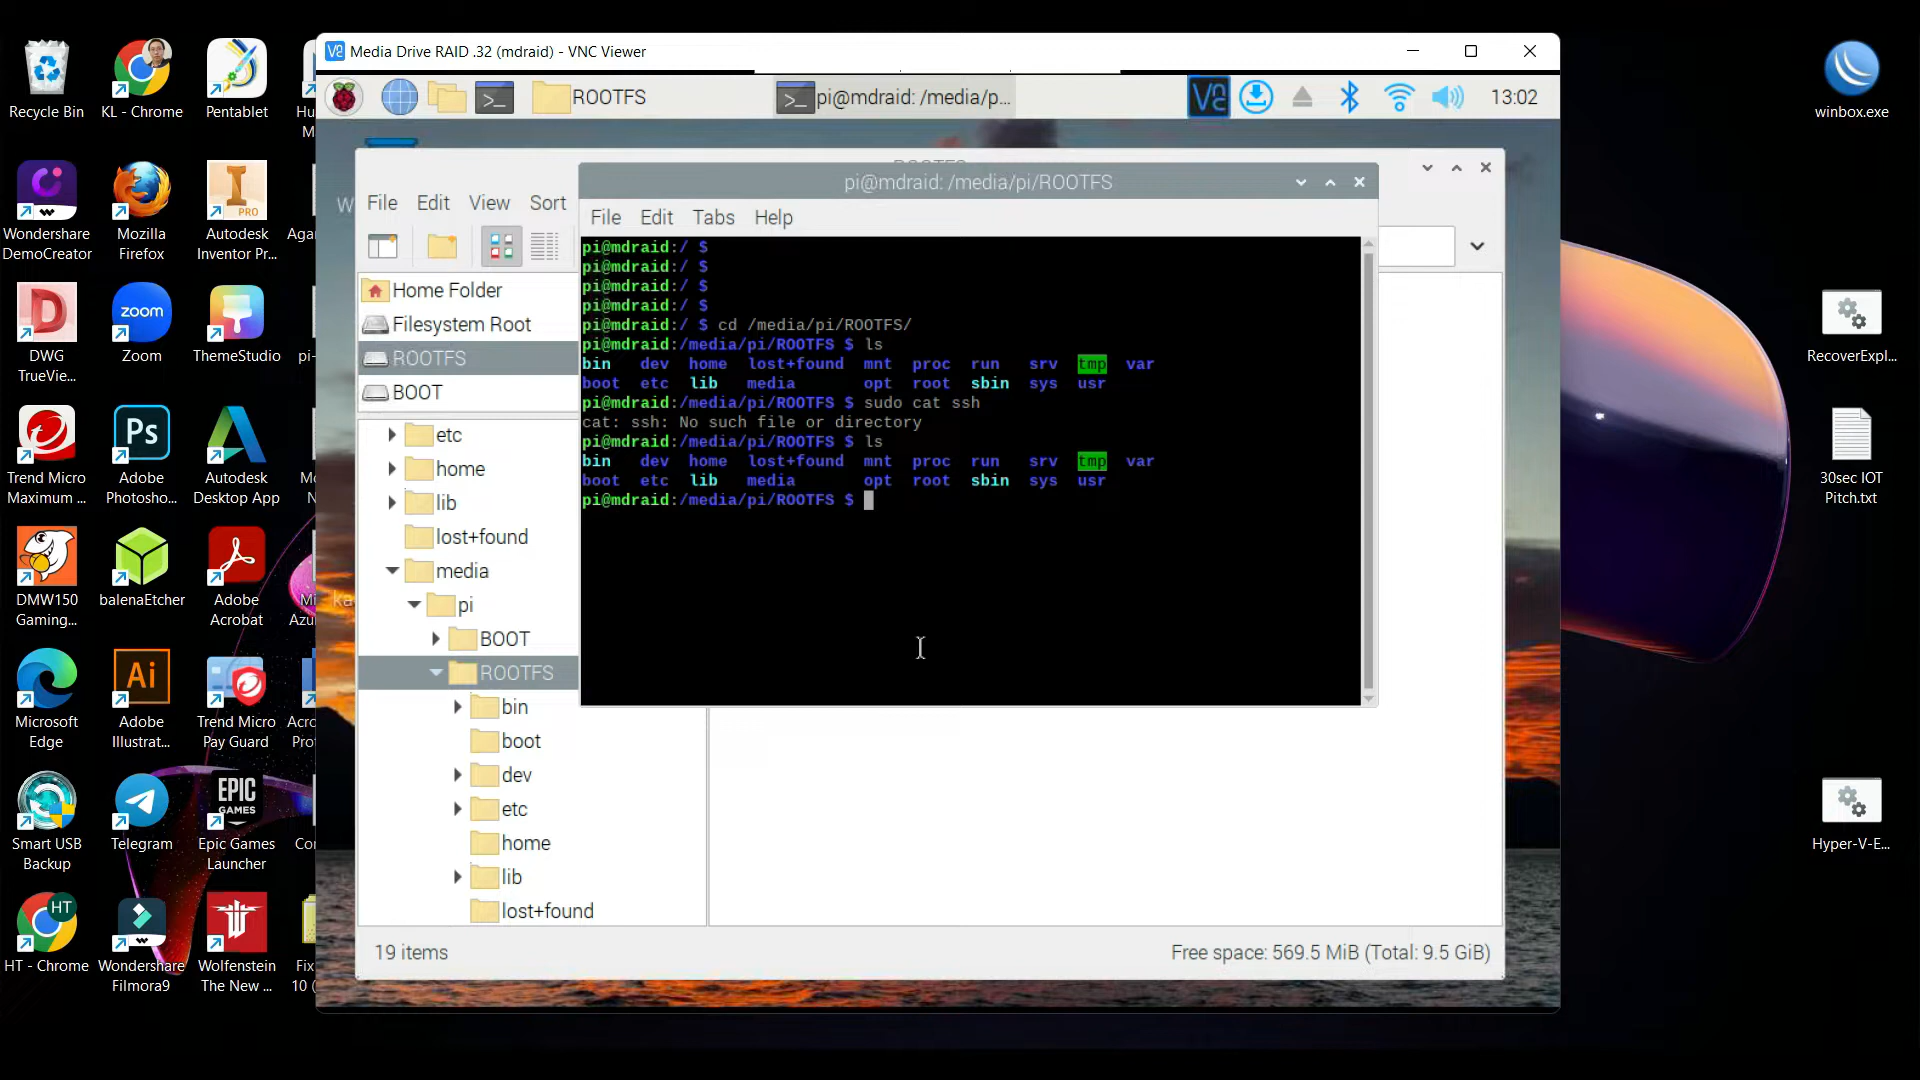 Media Drive RAID .32 (mdraid) - VNC Viewer
ROOTFS
pi@mdraid: /media/p...
13:02
ROOTFS
File Edit View Sort
Home Folder
Filesystem Root
ROOTFS
BOOT
etc
home
lib
lost+found
media
pi
BOOT
ROOTFS
bin
boot
dev
etc
home
lib
lost+found
19 items
Free space: 569.5 MiB (Total: 9.5 GiB)
pi@mdraid: /media/pi/ROOTFS
File Edit Tabs Help
pi@mdraid:/ $
pi@mdraid:/ $
pi@mdraid:/ $
pi@mdraid:/ $
pi@mdraid:/ $ cd /media/pi/ROOTFS/
pi@mdraid:/media/pi/ROOTFS $ ls
bin dev home lost+found mnt proc run srv tmp var
boot etc lib media opt root sbin sys usr
pi@mdraid:/media/pi/ROOTFS $ sudo cat ssh
cat: ssh: No such file or directory
pi@mdraid:/media/pi/ROOTFS $ ls
bin dev home lost+found mnt proc run srv tmp var
boot etc lib media opt root sbin sys usr
pi@mdraid:/media/pi/ROOTFS $
Recycle Bin
KL - Chrome
Pentablet
Wondershare
DemoCreator
Mozilla
Firefox
PRO
Autodesk
Inventor Pr...
DWG
TrueVie...
zoom
Zoom
ThemeStudio
Trend Micro
Maximum ...
Ps
Adobe
Photosho...
Autodesk
Desktop App
DMW150
Gaming...
balenaEtcher
Adobe
Acrobat
Microsoft
Edge
Ai
Adobe
Illustrat...
Trend Micro
Pay Guard
Smart USB
Backup
Telegram
EPIC
GAMES
Epic Games
Launcher
HT
HT - Chrome
Wondershare
Filmora9
Wolfenstein
The New ...
winbox.exe
RecoverExpl...
30sec IOT
Pitch.txt
Hyper-V-E...